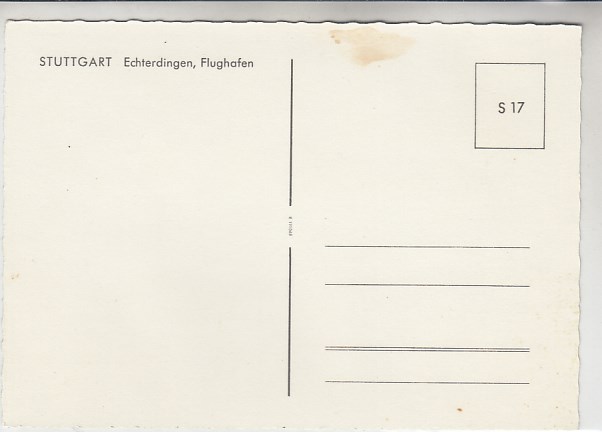 STUTTGART Echterdingen, Flughafen
S 17